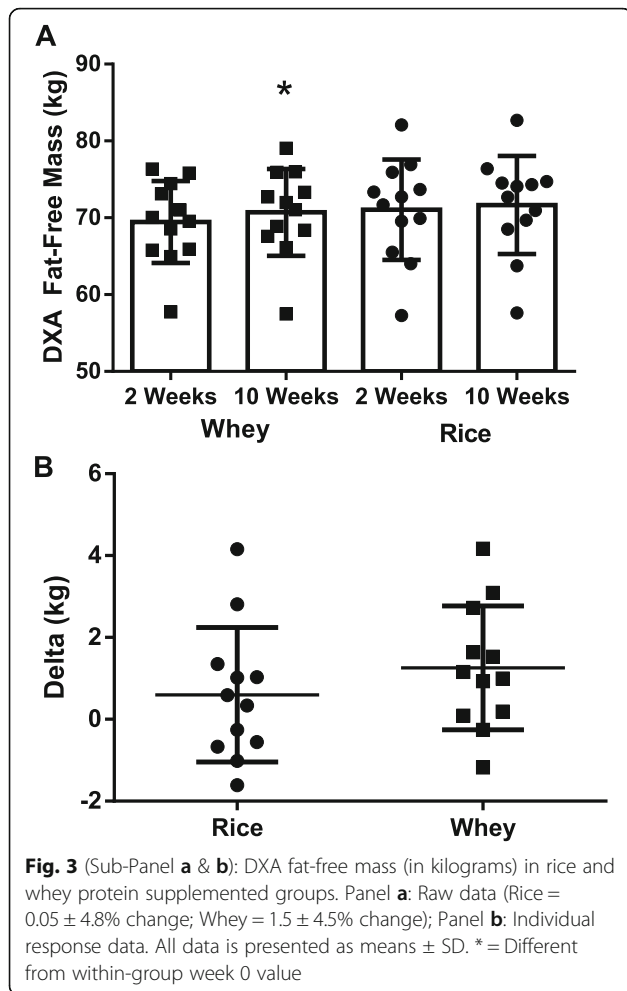 A
DXA Fat-Free Mass (kg)
90
80
70
60
50
*
2 Weeks 10 Weeks 2 Weeks 10 Weeks
Whey Rice
B
Delta (kg)
6
4
2
0
-2
Rice Whey
Fig. 3 (Sub-Panel a & b): DXA fat-free mass (in kilograms) in rice and
whey protein supplemented groups. Panel a: Raw data (Rice =
0.05 ± 4.8% change; Whey = 1.5 ± 4.5% change); Panel b: Individual
response data. All data is presented as means ± SD. * = Different
from within-group week 0 value